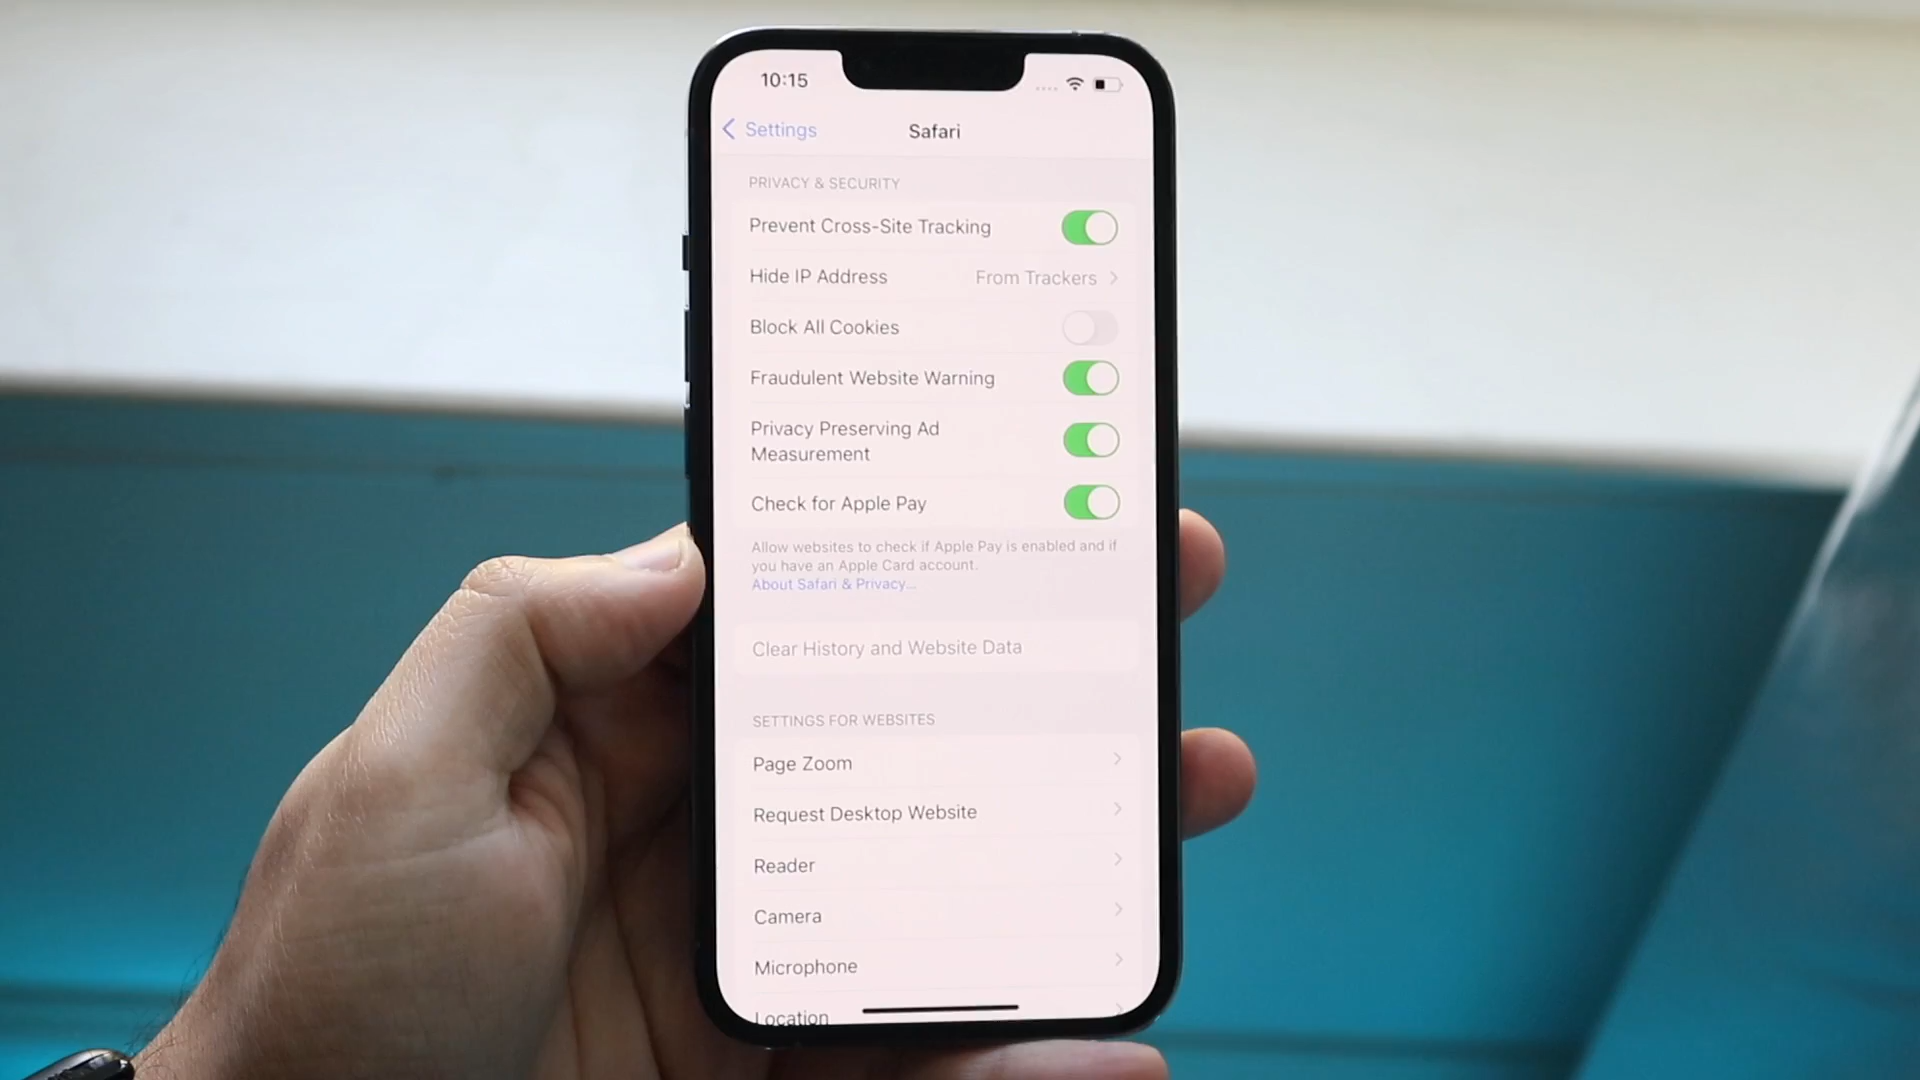 10:15
Settings
Safari
PRIVACY & SECURITY
Prevent Cross-Site Tracking
Hide IP Address From Trackers
Block All Cookies
Fraudulent Website Warning
Privacy Preserving Ad
Measurement
Check for Apple Pay
Allow websites to check if Apple Pay is enabled and if
you have an Apple Card account.
About Safari & Privacy...
Clear History and Website Data
SETTINGS FOR WEBSITES
Page Zoom
Request Desktop Website
Reader
Camera
Microphone
Location